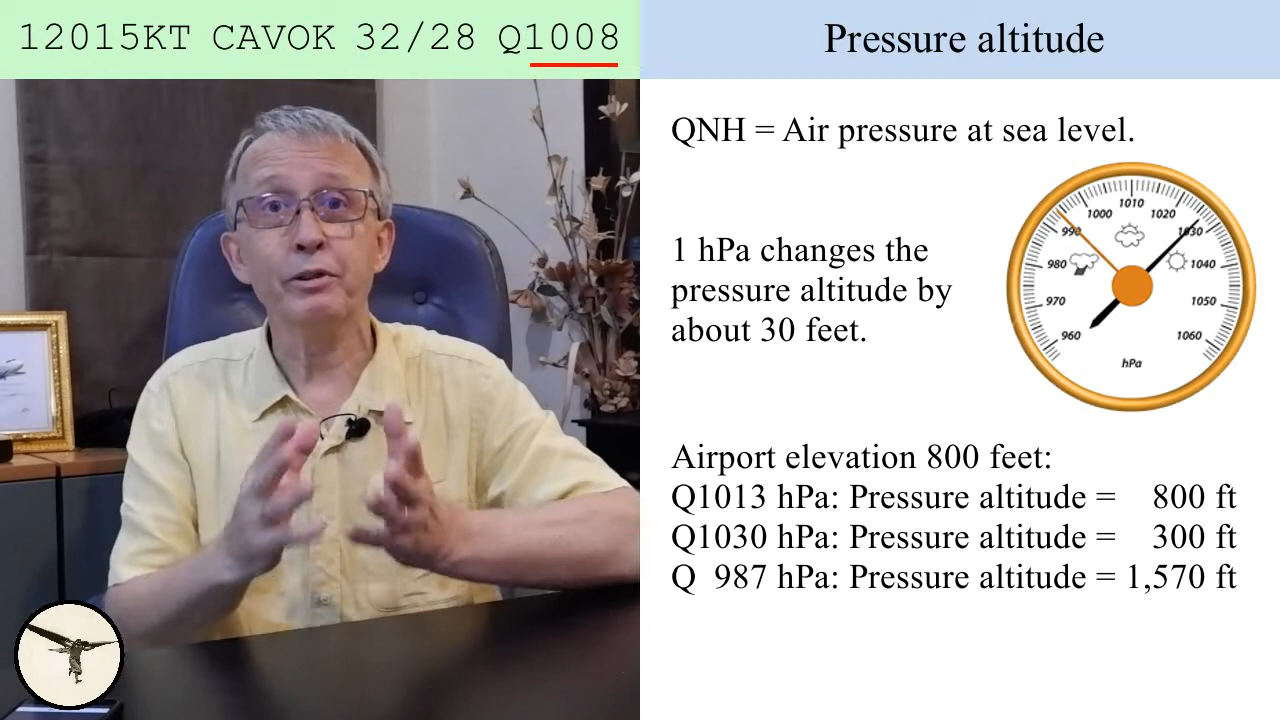 12015KT CAVOK 32/28 Q1008
Pressure altitude
QNH = Air pressure at sea level.
1 hPa changes the
pressure altitude by
about 30 feet.
960
970
980
990
1000
1010
1020
1030
1040
1050
1060
hPa
Airport elevation 800 feet:
Q1013 hPa: Pressure altitude = 800 ft
Q1030 hPa: Pressure altitude = 300 ft
Q 987 hPa: Pressure altitude = 1,570 ft